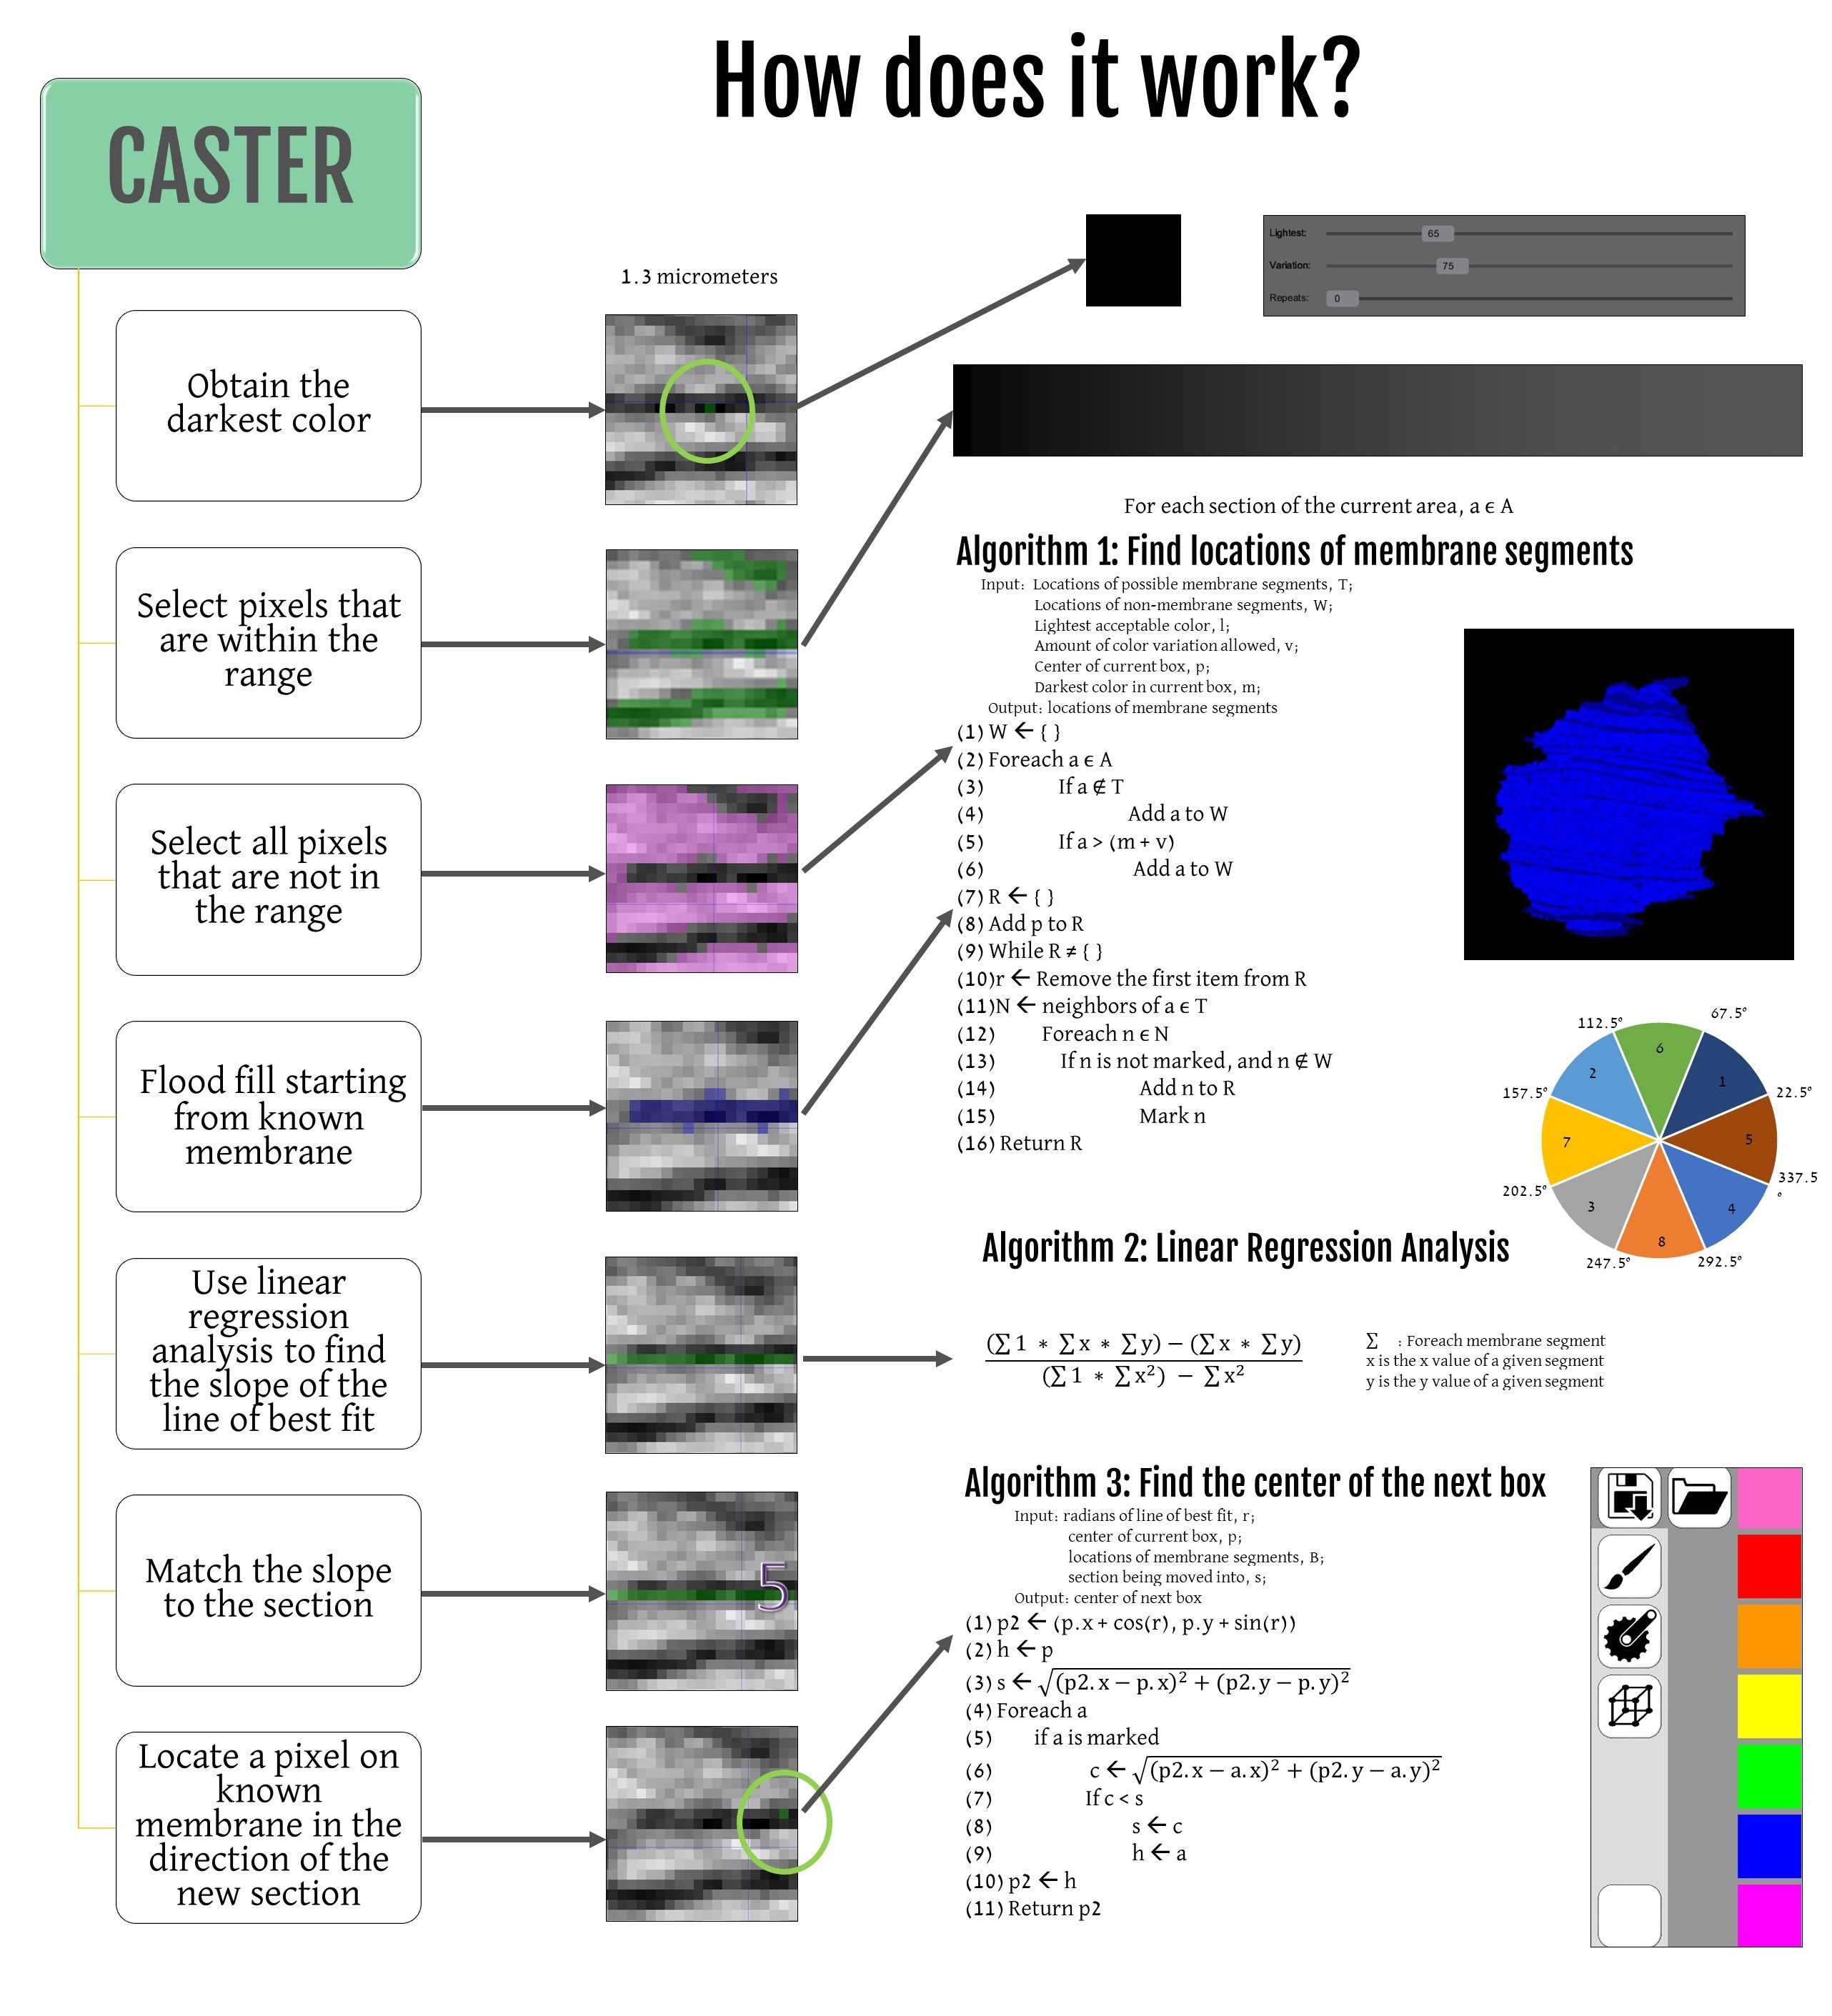 How does it work?
CASTER
1.3 micrometers
Lightest: 65
Variation: 75
Repeats: 0
Obtain the
darkest color
Select pixels that
are within the
range
Select all pixels
that are not in
the range
Flood fill starting
from known
membrane
Use linear
regression
analysis to find
the slope of the
line of best fit
Match the slope
to the section
5
Locate a pixel on
known
membrane in the
direction of the
new section
For each section of the current area, a ϵ A
Algorithm 1: Find locations of membrane segments
Input: Locations of possible membrane segments, T;
Locations of non-membrane segments, W;
Lightest acceptable color, l;
Amount of color variation allowed, v;
Center of current box, p;
Darkest color in current box, m;
Output: locations of membrane segments
(1) W ← { }
(2) Foreach a ϵ A
(3) If a ∉ T
(4) Add a to W
(5) If a > (m + v)
(6) Add a to W
(7) R ← { }
(8) Add p to R
(9) While R ≠ { }
(10)r ← Remove the first item from R
(11)N ← neighbors of a ϵ T
(12) Foreach n ϵ N
(13) If n is not marked, and n ∉ W
(14) Add n to R
(15) Mark n
(16) Return R
112.5°
67.5°
6
2
1
157.5°
22.5°
7
5
202.5°
337.5
°
3
4
8
247.5°
292.5°
Algorithm 2: Linear Regression Analysis
(∑ 1 * ∑ x * ∑ y) − (∑ x * ∑ y)
(∑ 1 * ∑ x²) − ∑ x²
∑ : Foreach membrane segment
x is the x value of a given segment
y is the y value of a given segment
Algorithm 3: Find the center of the next box
Input: radians of line of best fit, r;
center of current box, p;
locations of membrane segments, B;
section being moved into, s;
Output: center of next box
(1) p2 ← (p.x + cos(r), p.y + sin(r))
(2) h ← p
(3) s ← √(p2. x − p. x)² + (p2. y − p. y)²
(4) Foreach a
(5) if a is marked
(6) c ← √(p2. x − a. x)² + (p2. y − a. y)²
(7) If c < s
(8) s ← c
(9) h ← a
(10) p2 ← h
(11) Return p2